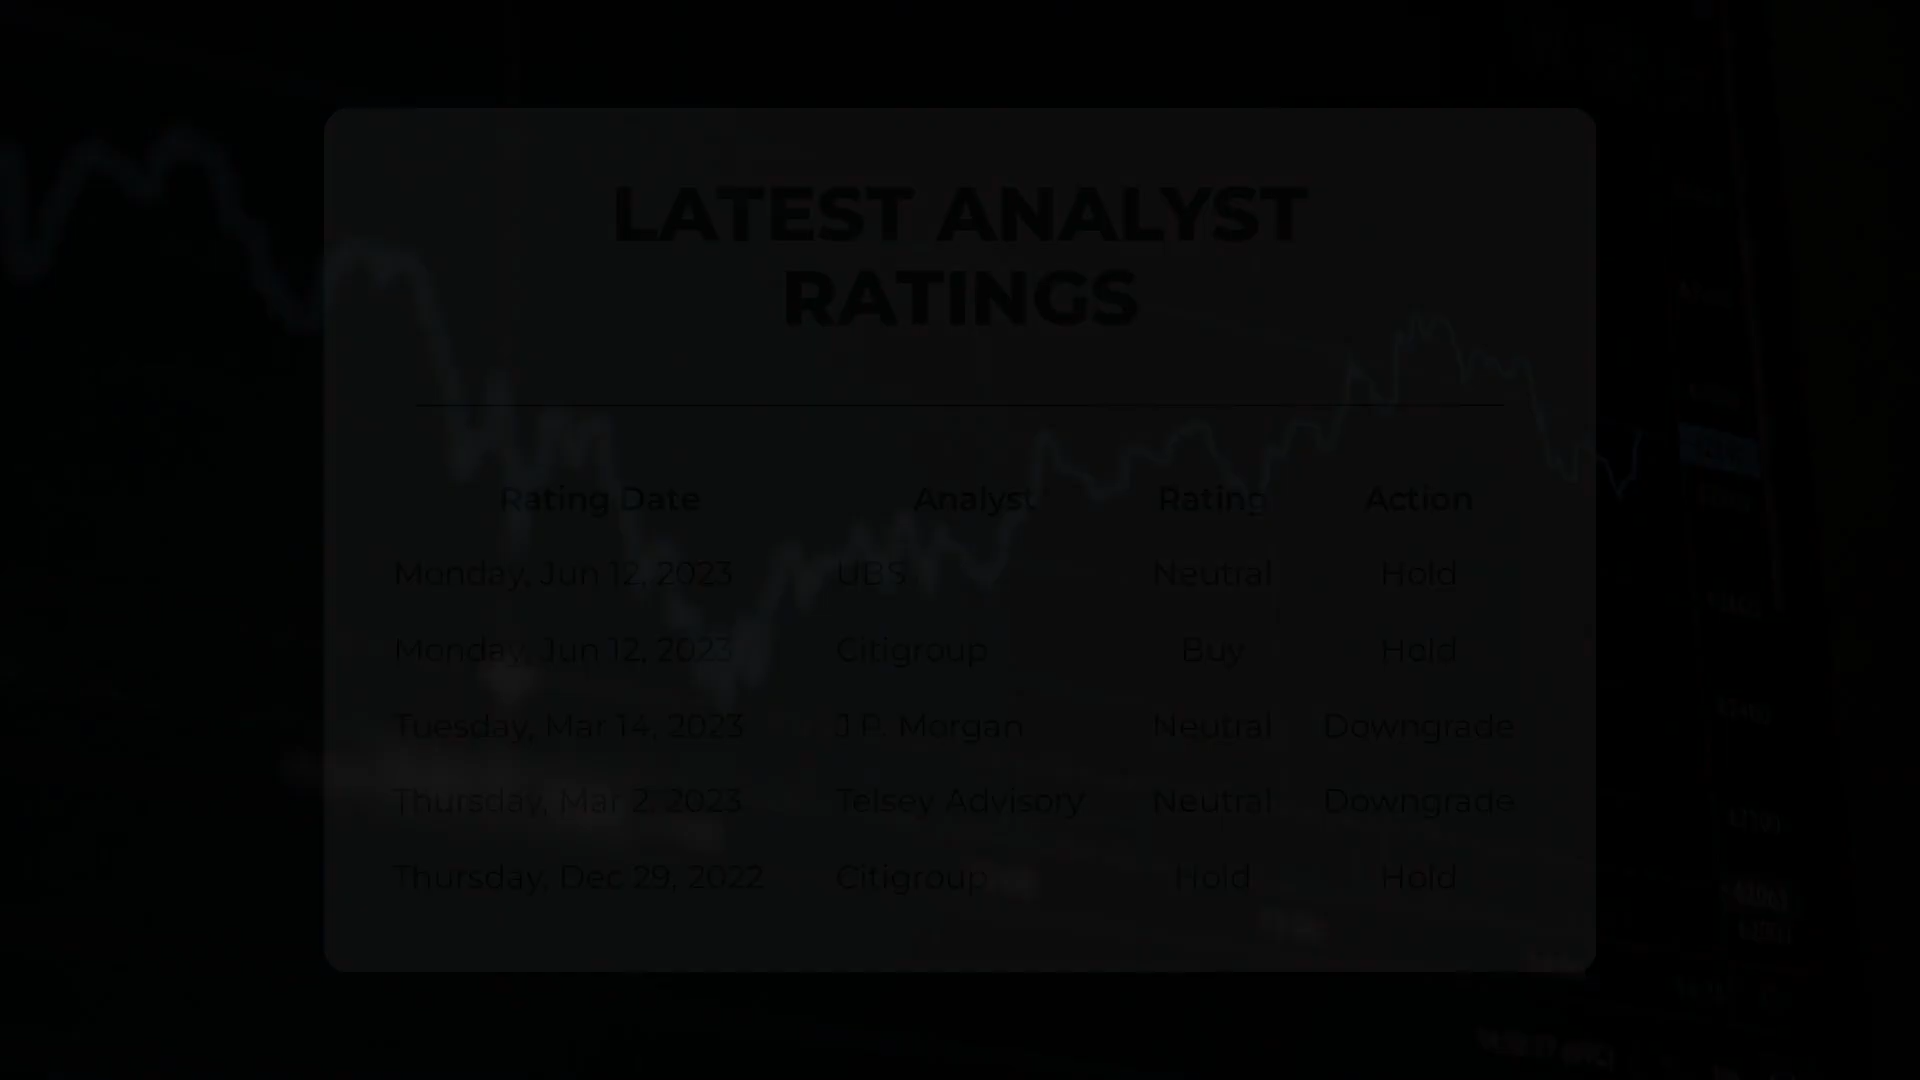 LATEST ANALYST
RATINGS
Rating Date Analyst Rating Action
Monday, Jun 12, 2023 UBS Neutral Hold
Monday, Jun 12, 2023 Citigroup Buy Hold
Tuesday, Mar 14, 2023 J.P. Morgan Neutral Downgrade
Thursday, Mar 2, 2023 Telsey Advisory Neutral Downgrade
Thursday, Dec 29, 2022 Citigroup Hold Hold